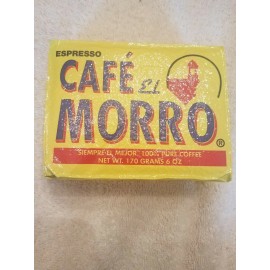 ESPRESSO
CAFÉ El
MORRO®
SIEMPRE EL MEJOR, 100% PURE COFFEE
NET WT. 170 GRAMS 6 OZ